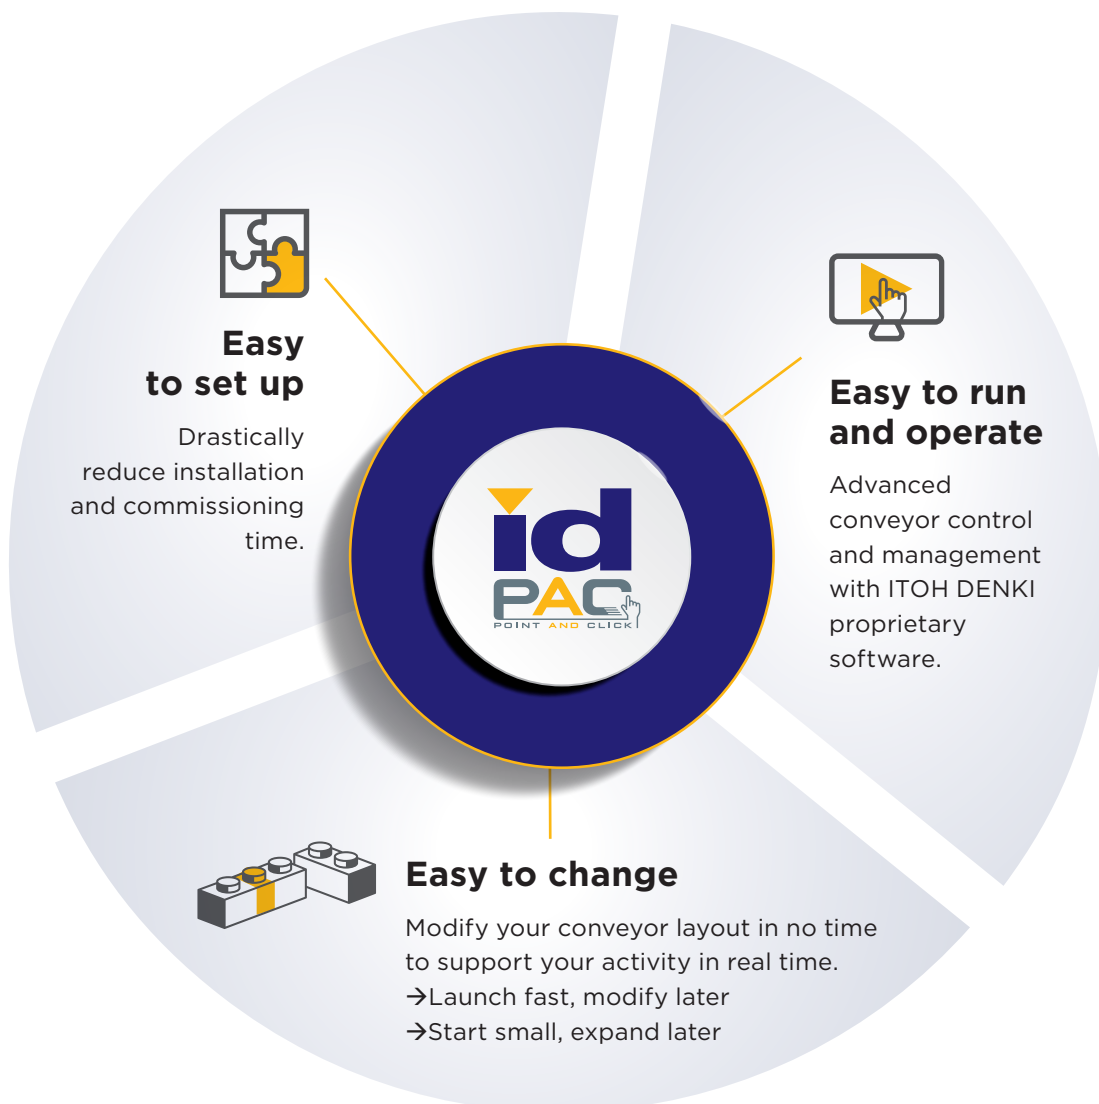 Easy
to set up
Drastically
reduce installation
and commissioning
time.
Easy to run
and operate
Advanced
conveyor control
and management
with ITOH DENKI
proprietary
software.
id
PAC
POINT AND CLICK
Easy to change
Modify your conveyor layout in no time
to support your activity in real time.
→Launch fast, modify later
→Start small, expand later